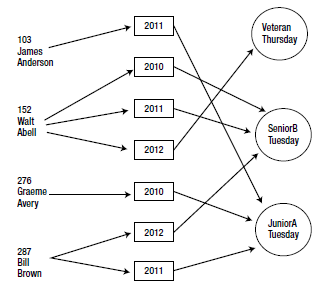 103
James
Anderson
152
Walt
Abell
276
Graeme
Avery
287
Bill
Brown
2011
2010
2011
2012
2010
2012
2011
Veteran
Thursday
SeniorB
Tuesday
JuniorA
Tuesday